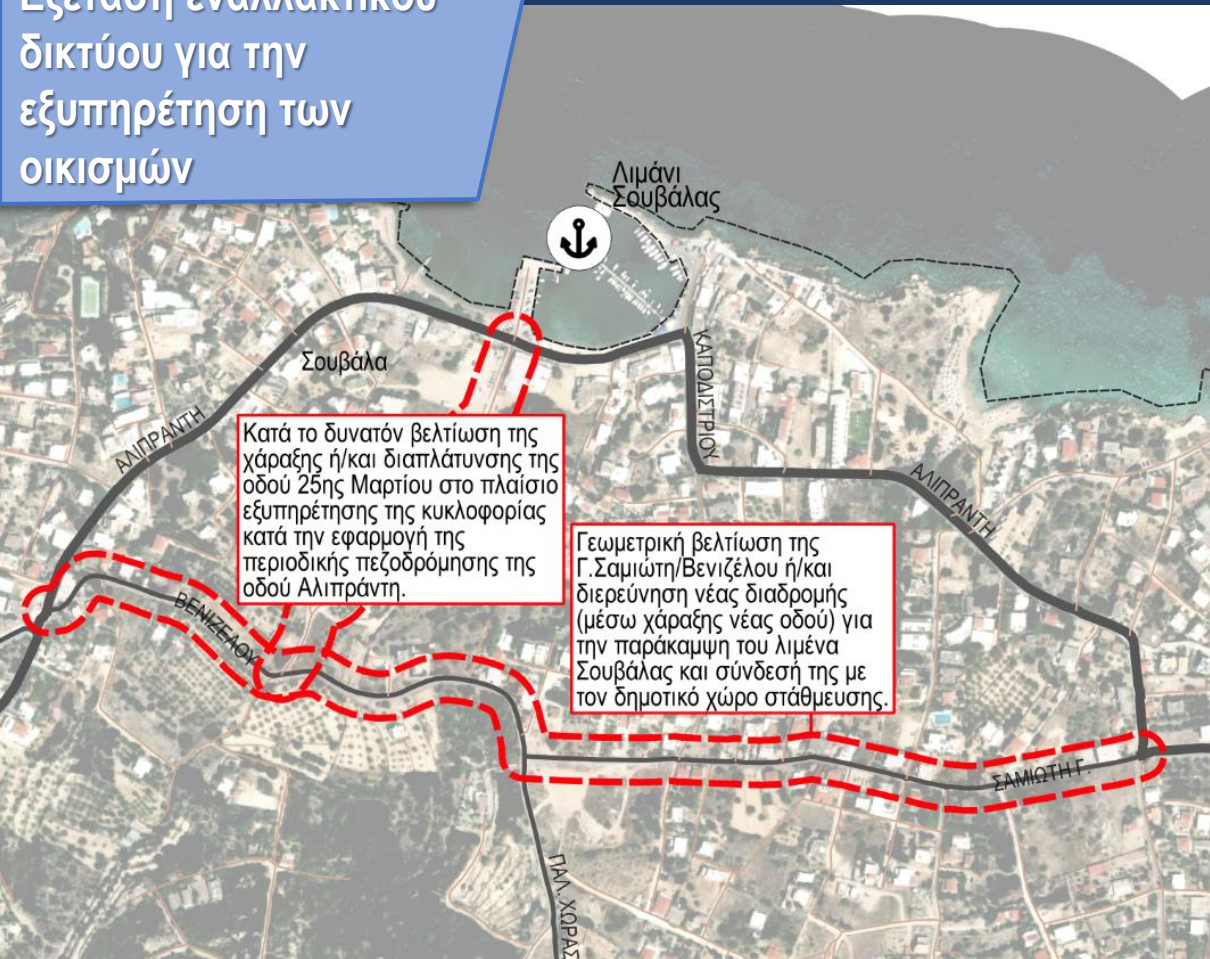 Εξέταση εναλλακτικού
δικτύου για την
εξυπηρέτηση των
οικισμών
Λιμάνι
Σουβάλας
Σουβάλα
ΚΑΠΟΔΙΣΤΡΙΟΥ
ΑΛΙΠΡΑΝΤΗ
ΑΛΙΠΡΑΝΤΗ
Κατά το δυνατόν βελτίωση της
χάραξης ή/και διαπλάτυνσης της
οδού 25ης Μαρτίου στο πλαίσιο
εξυπηρέτησης της κυκλοφορίας
κατά την εφαρμογή της
περιοδικής πεζοδρόμησης της
οδού Αλιπράντη.
Γεωμετρική βελτίωση της
Γ.Σαμιώτη/Βενιζέλου ή/και
διερεύνηση νέας διαδρομής
(μέσω χάραξης νέας οδού) για
την παράκαμψη του λιμένα
Σουβάλας και σύνδεσή της με
τον δημοτικό χώρο στάθμευσης.
ΒΕΝΙΖΕΛΟΥ
ΣΑΜΙΩΤΗ Γ.
ΠΑΛ. ΧΩΡΑΣ